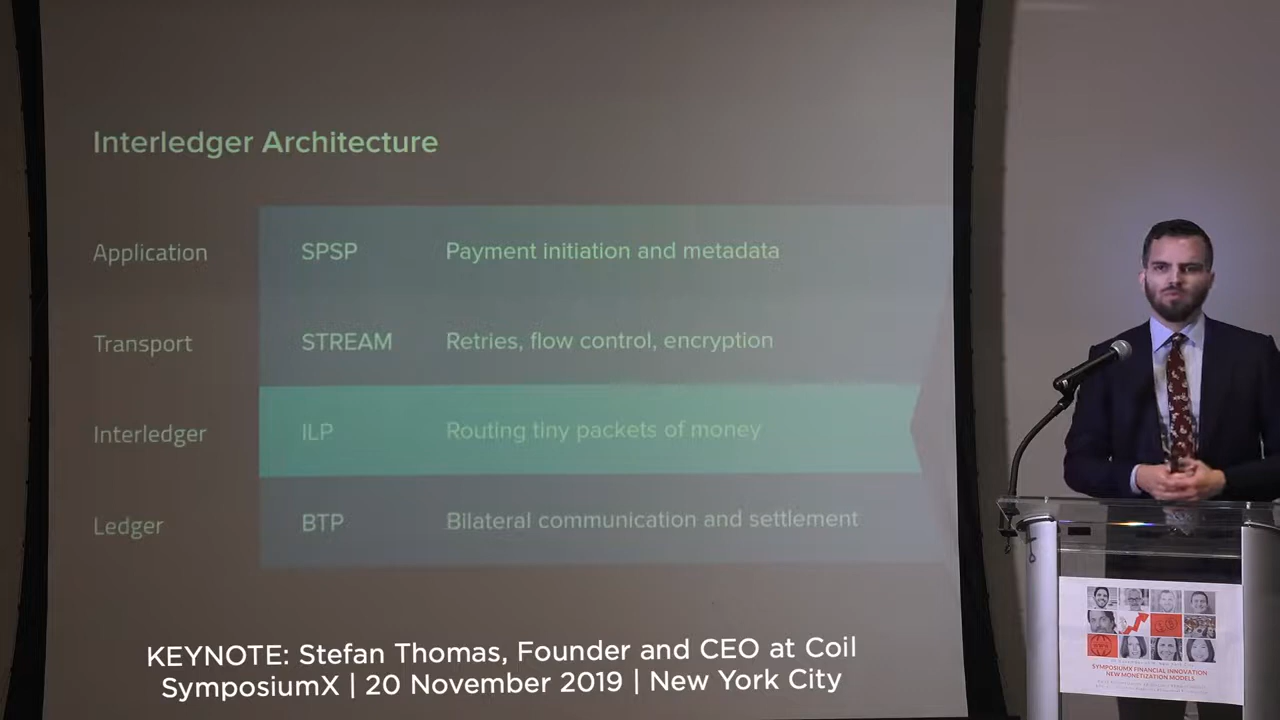 Interledger Architecture
Application SPSP Payment initiation and metadata
Transport STREAM Retries, flow control, encryption
Interledger ILP Routing tiny packets of money
Ledger BTP Bilateral communication and settlement
KEYNOTE: Stefan Thomas, Founder and CEO at Coil
SymposiumX | 20 November 2019 | New York City
SYMPOSIUMX FINANCIAL INNOVATION
NEW MONETIZATION MODELS